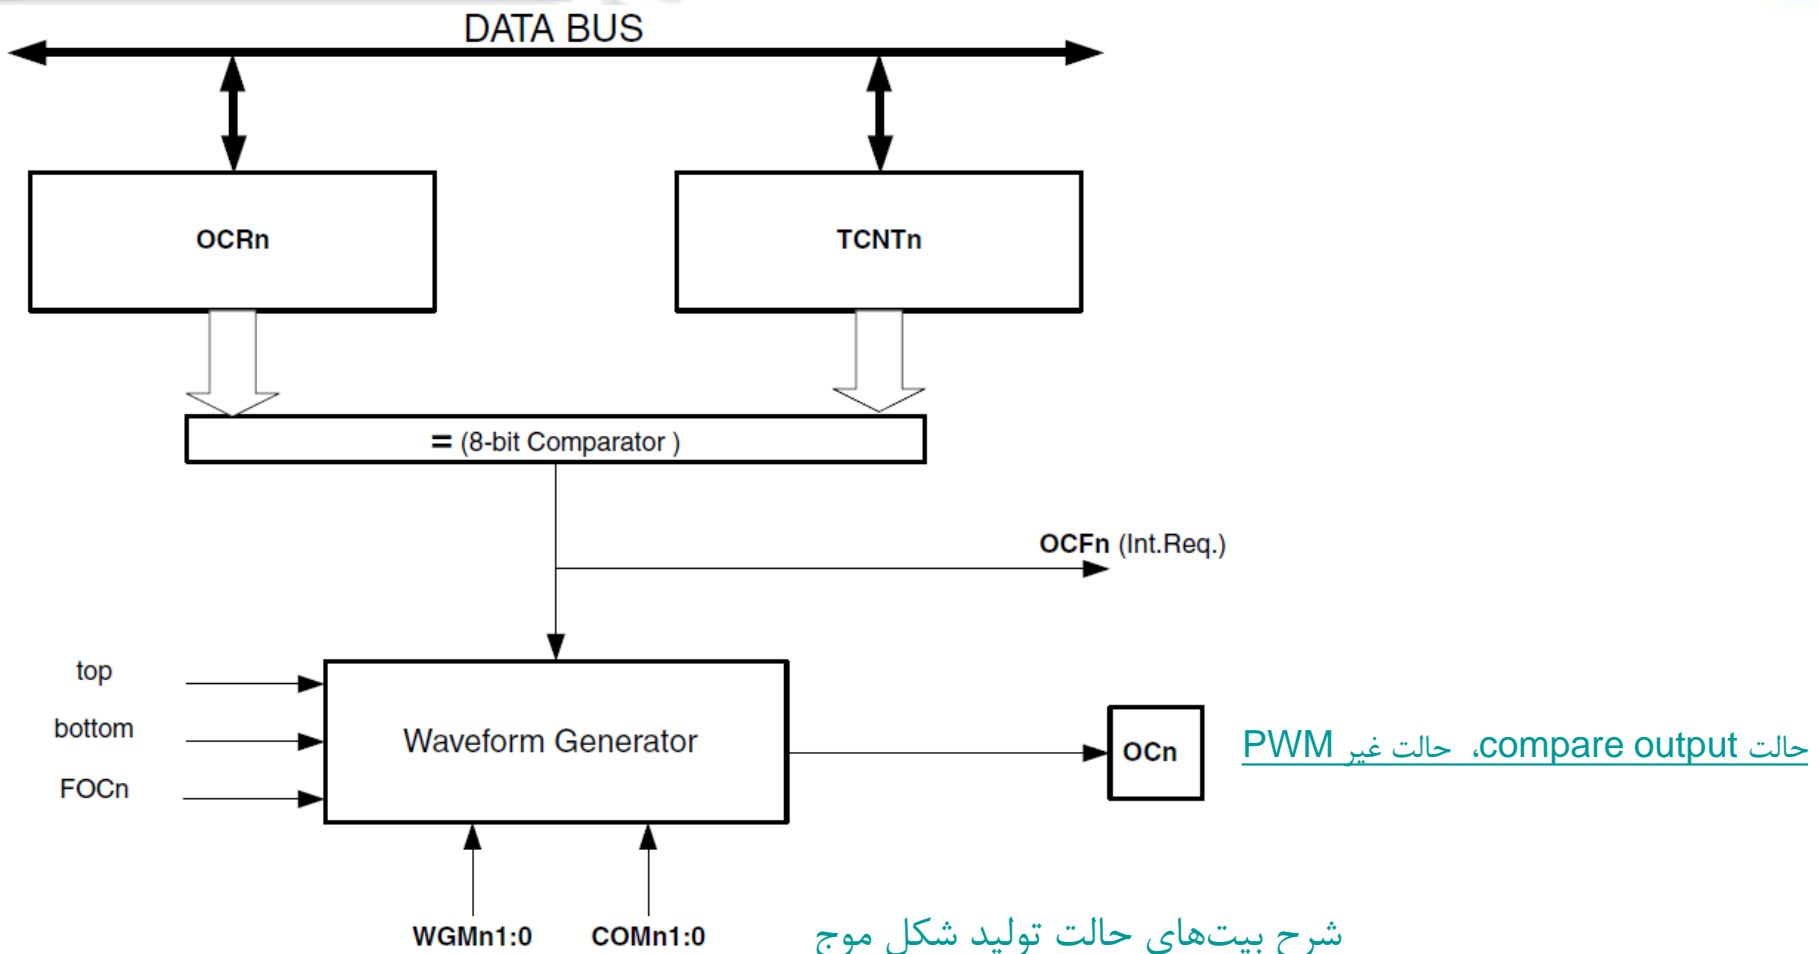 DATA BUS
OCRn
TCNTn
= (8-bit Comparator )
OCFn (Int.Req.)
top
bottom
FOCn
Waveform Generator
OCn
حالت compare output، حالت غیر PWM
WGMn1:0
COMn1:0
شرح بیت‌های حالت تولید شکل موج